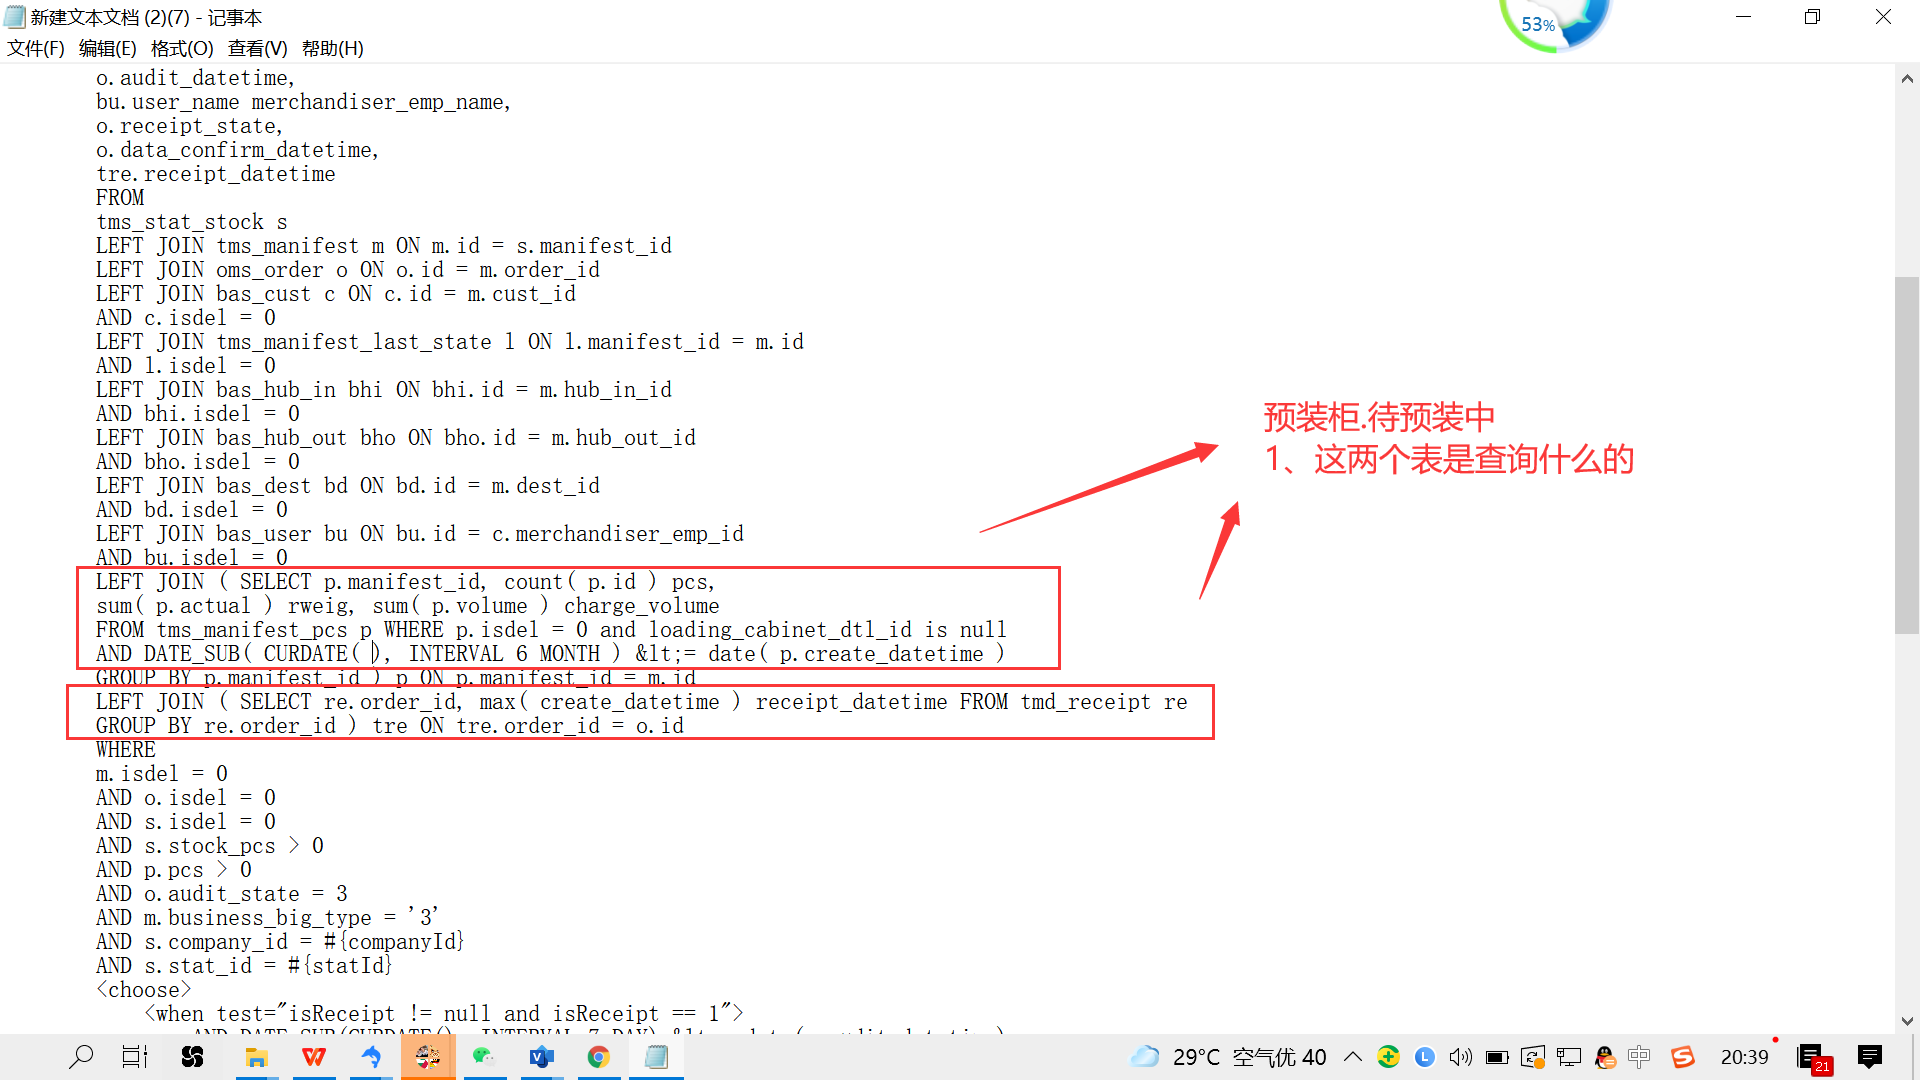 新建文本文档 (2)(7) - 记事本
53%
文件(F) 编辑(E) 格式(O) 查看(V) 帮助(H)
o.audit_datetime,
bu.user_name merchandiser_emp_name,
o.receipt_state,
o.data_confirm_datetime,
tre.receipt_datetime
FROM
tms_stat_stock s
LEFT JOIN tms_manifest m ON m.id = s.manifest_id
LEFT JOIN oms_order o ON o.id = m.order_id
LEFT JOIN bas_cust c ON c.id = m.cust_id
AND c.isdel = 0
LEFT JOIN tms_manifest_last_state l ON l.manifest_id = m.id
AND l.isdel = 0
LEFT JOIN bas_hub_in bhi ON bhi.id = m.hub_in_id
AND bhi.isdel = 0
LEFT JOIN bas_hub_out bho ON bho.id = m.hub_out_id
AND bho.isdel = 0
LEFT JOIN bas_dest bd ON bd.id = m.dest_id
AND bd.isdel = 0
LEFT JOIN bas_user bu ON bu.id = c.merchandiser_emp_id
AND bu.isdel = 0
LEFT JOIN ( SELECT p.manifest_id, count( p.id ) pcs,
sum( p.actual ) rweig, sum( p.volume ) charge_volume
FROM tms_manifest_pcs p WHERE p.isdel = 0 and loading_cabinet_dtl_id is null
AND DATE_SUB( CURDATE( ), INTERVAL 6 MONTH ) &lt;= date( p.create_datetime )
GROUP BY p.manifest_id ) p ON p.manifest_id = m.id
LEFT JOIN ( SELECT re.order_id, max( create_datetime ) receipt_datetime FROM tmd_receipt re
GROUP BY re.order_id ) tre ON tre.order_id = o.id
WHERE
m.isdel = 0
AND o.isdel = 0
AND s.isdel = 0
AND s.stock_pcs > 0
AND p.pcs > 0
AND o.audit_state = 3
AND m.business_big_type = '3'
AND s.company_id = #{companyId}
AND s.stat_id = #{statId}
<choose>
<when test="isReceipt != null and isReceipt == 1">
预装柜.待预装中
1、这两个表是查询什么的
29°C 空气优 40
中
20:39
21